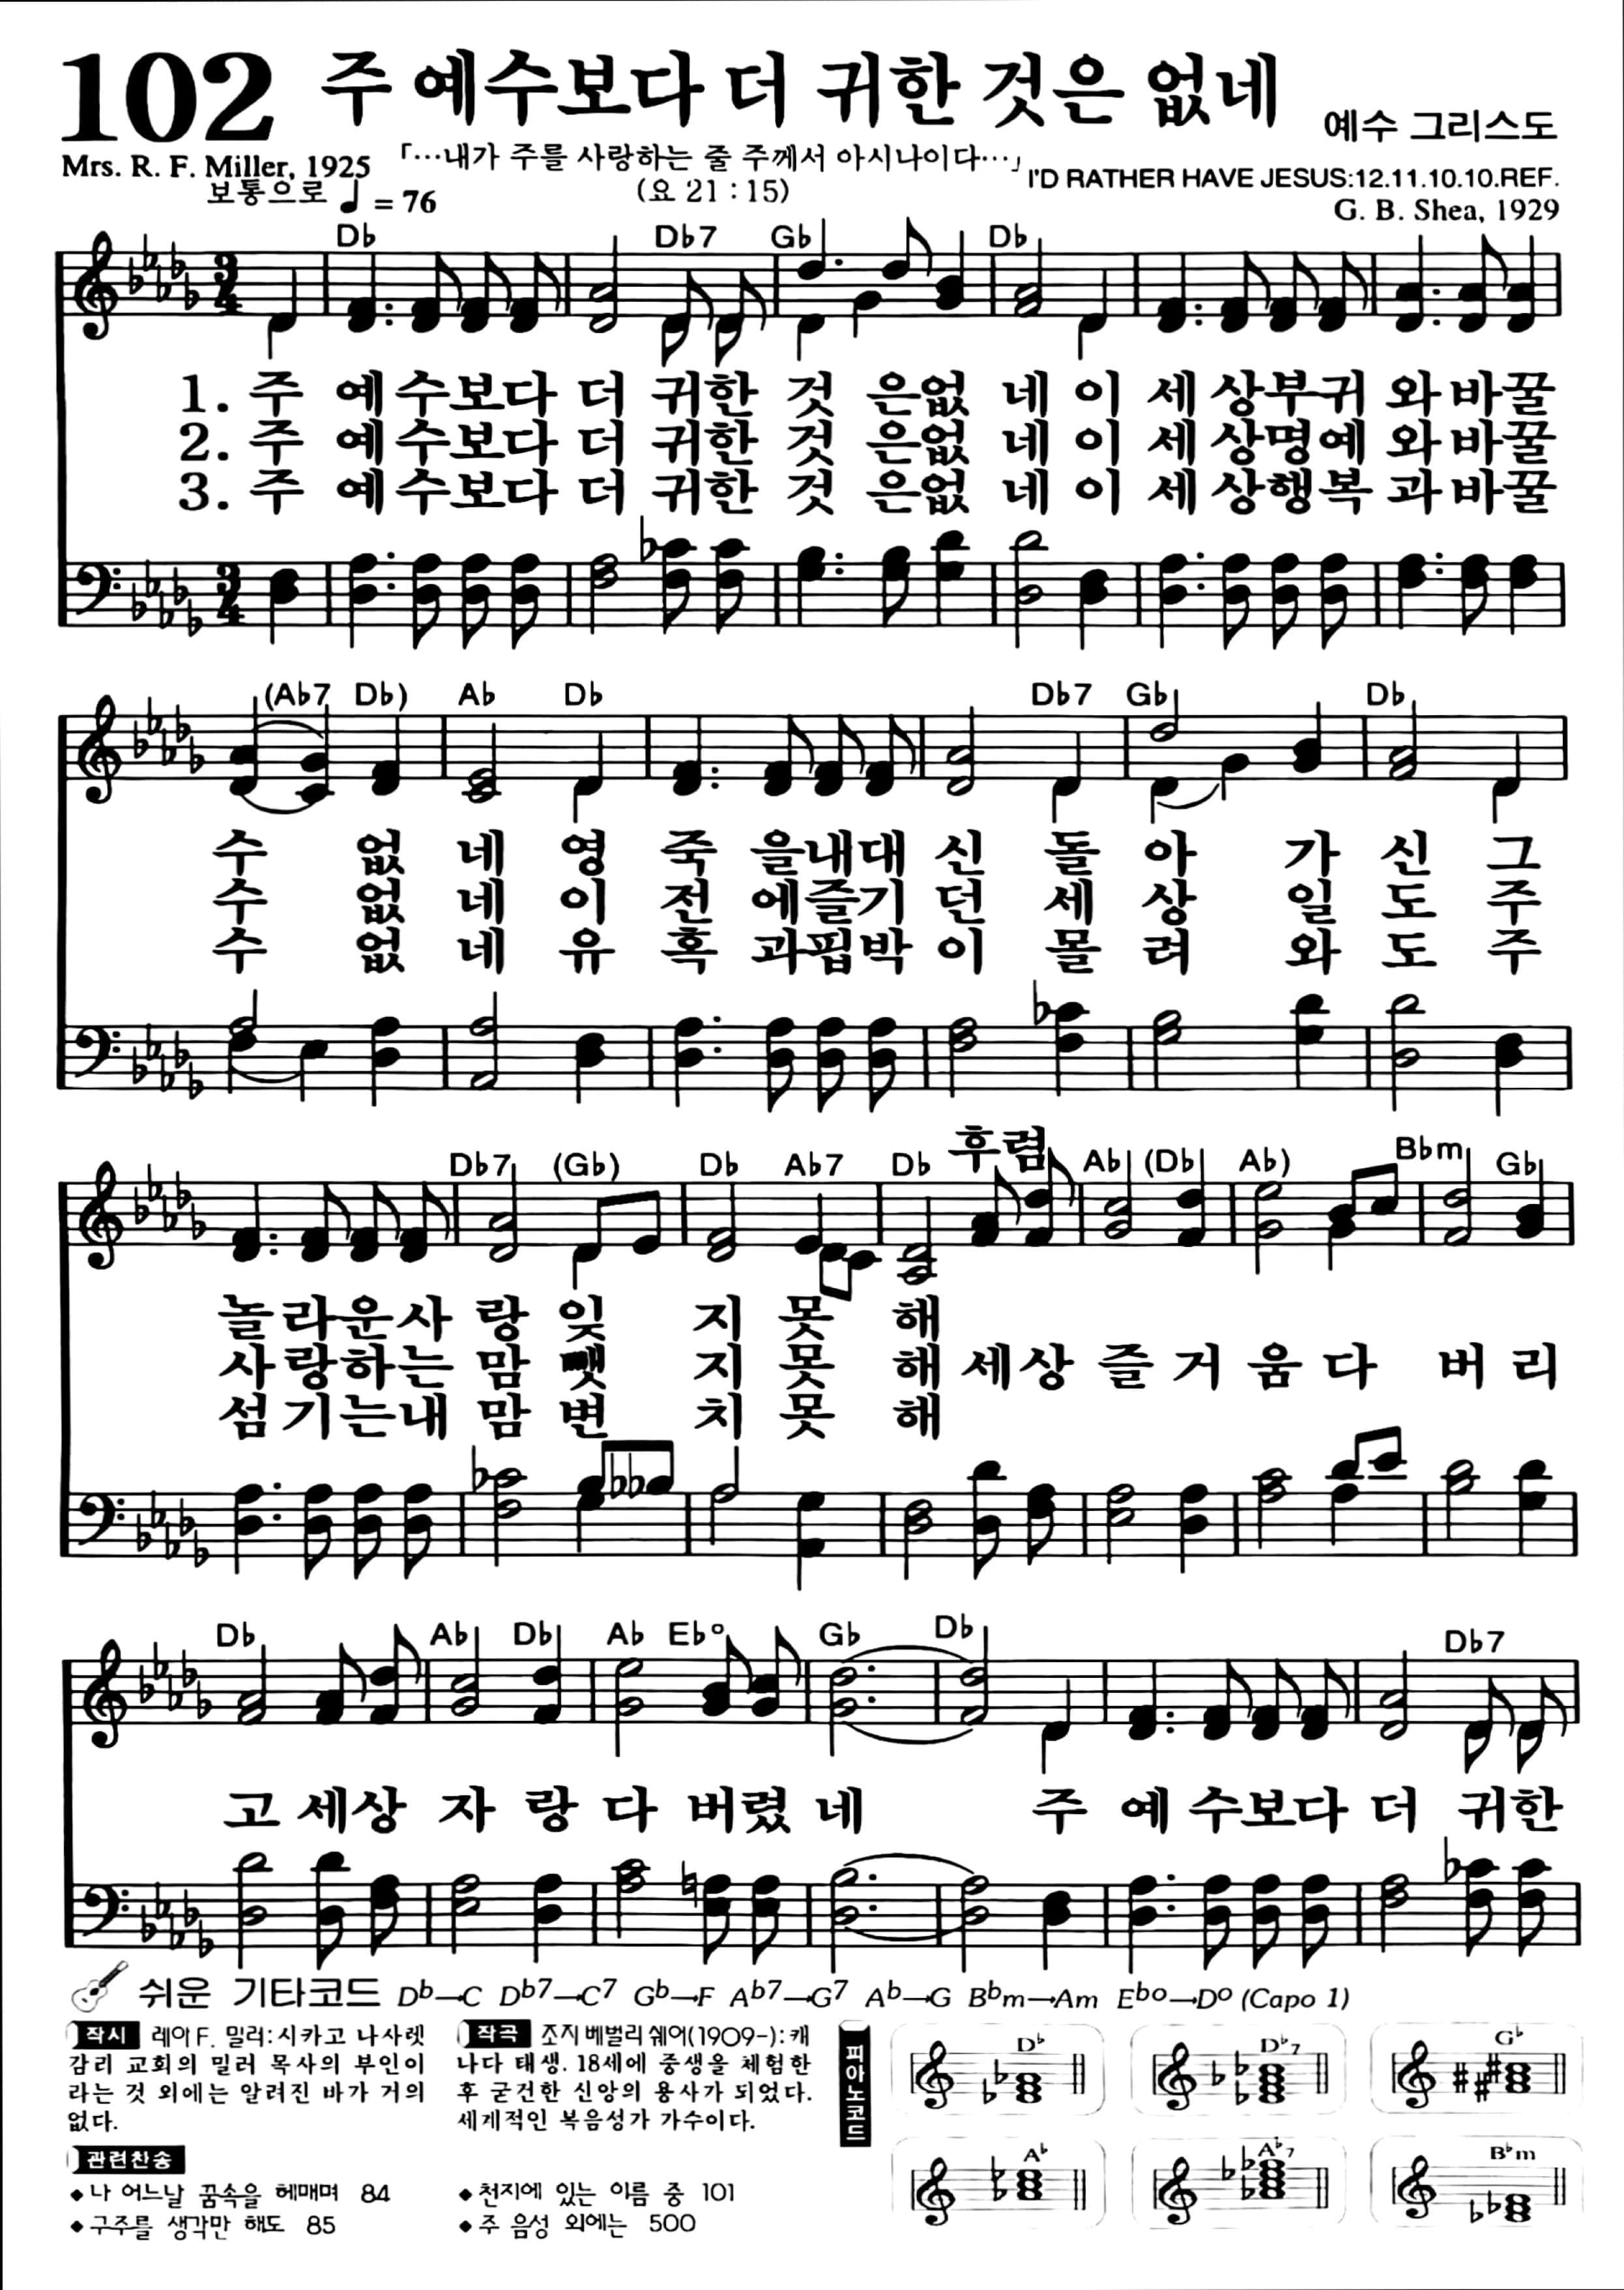 102 주 예수보다 더 귀한 것은 없네
예수 그리스도
Mrs. R. F. Miller, 1925
「…내가 주를 사랑하는 줄 주께서 아시나이다…」
(요 21 : 15)
I'D RATHER HAVE JESUS:12.11.10.10.REF.
보통으로 ♩ = 76
G. B. Shea, 1929
Db Db7 Gb Db
1. 주 예수보다 더 귀한 것 은없 네 이 세상부귀 와바꿀
2. 주 예수보다 더 귀한 것 은없 네 이 세상명예 와바꿀
3. 주 예수보다 더 귀한 것 은없 네 이 세상행복 과바꿀
(Ab7 Db) Ab Db Db7 Gb Db
수 없 네 영 죽 을내대 신 돌 아 가 신 그
수 없 네 이 전 에즐기 던 세 상 일 도 주
수 없 네 유 혹 과핍박 이 몰 려 와 도 주
후렴
Db7 (Gb) Db Ab7 Db Ab (Db Ab) Bbm Gb
놀라운사 랑 잊 지 못 해
사랑하는 맘 뺏 지 못 해 세상 즐 거 움 다 버 리
섬기는내 맘 변 치 못 해
Db Ab Db Ab Ebo Gb Db Db7
고 세상 자 랑 다 버렸 네 주 예 수보다 더 귀한
쉬운 기타코드 Db→C Db7→C7 Gb→F Ab7→G7 Ab→G Bbm→Am Ebo→Do (Capo 1)
작시 레아 F. 밀러:시카고 나사렛
감리 교회의 밀러 목사의 부인이
라는 것 외에는 알려진 바가 거의
없다.
작곡 조지 베벌리 쉐어(1909-):캐
나다 태생. 18세에 중생을 체험한
후 굳건한 신앙의 용사가 되었다.
세계적인 복음성가 가수이다.
관련찬송
◆나 어느날 꿈속을 헤매며 84
◆구주를 생각만 해도 85
◆천지에 있는 이름 중 101
◆주 음성 외에는 500
피아노코드
Db Db7 Gb
Ab Ab7 Bbm